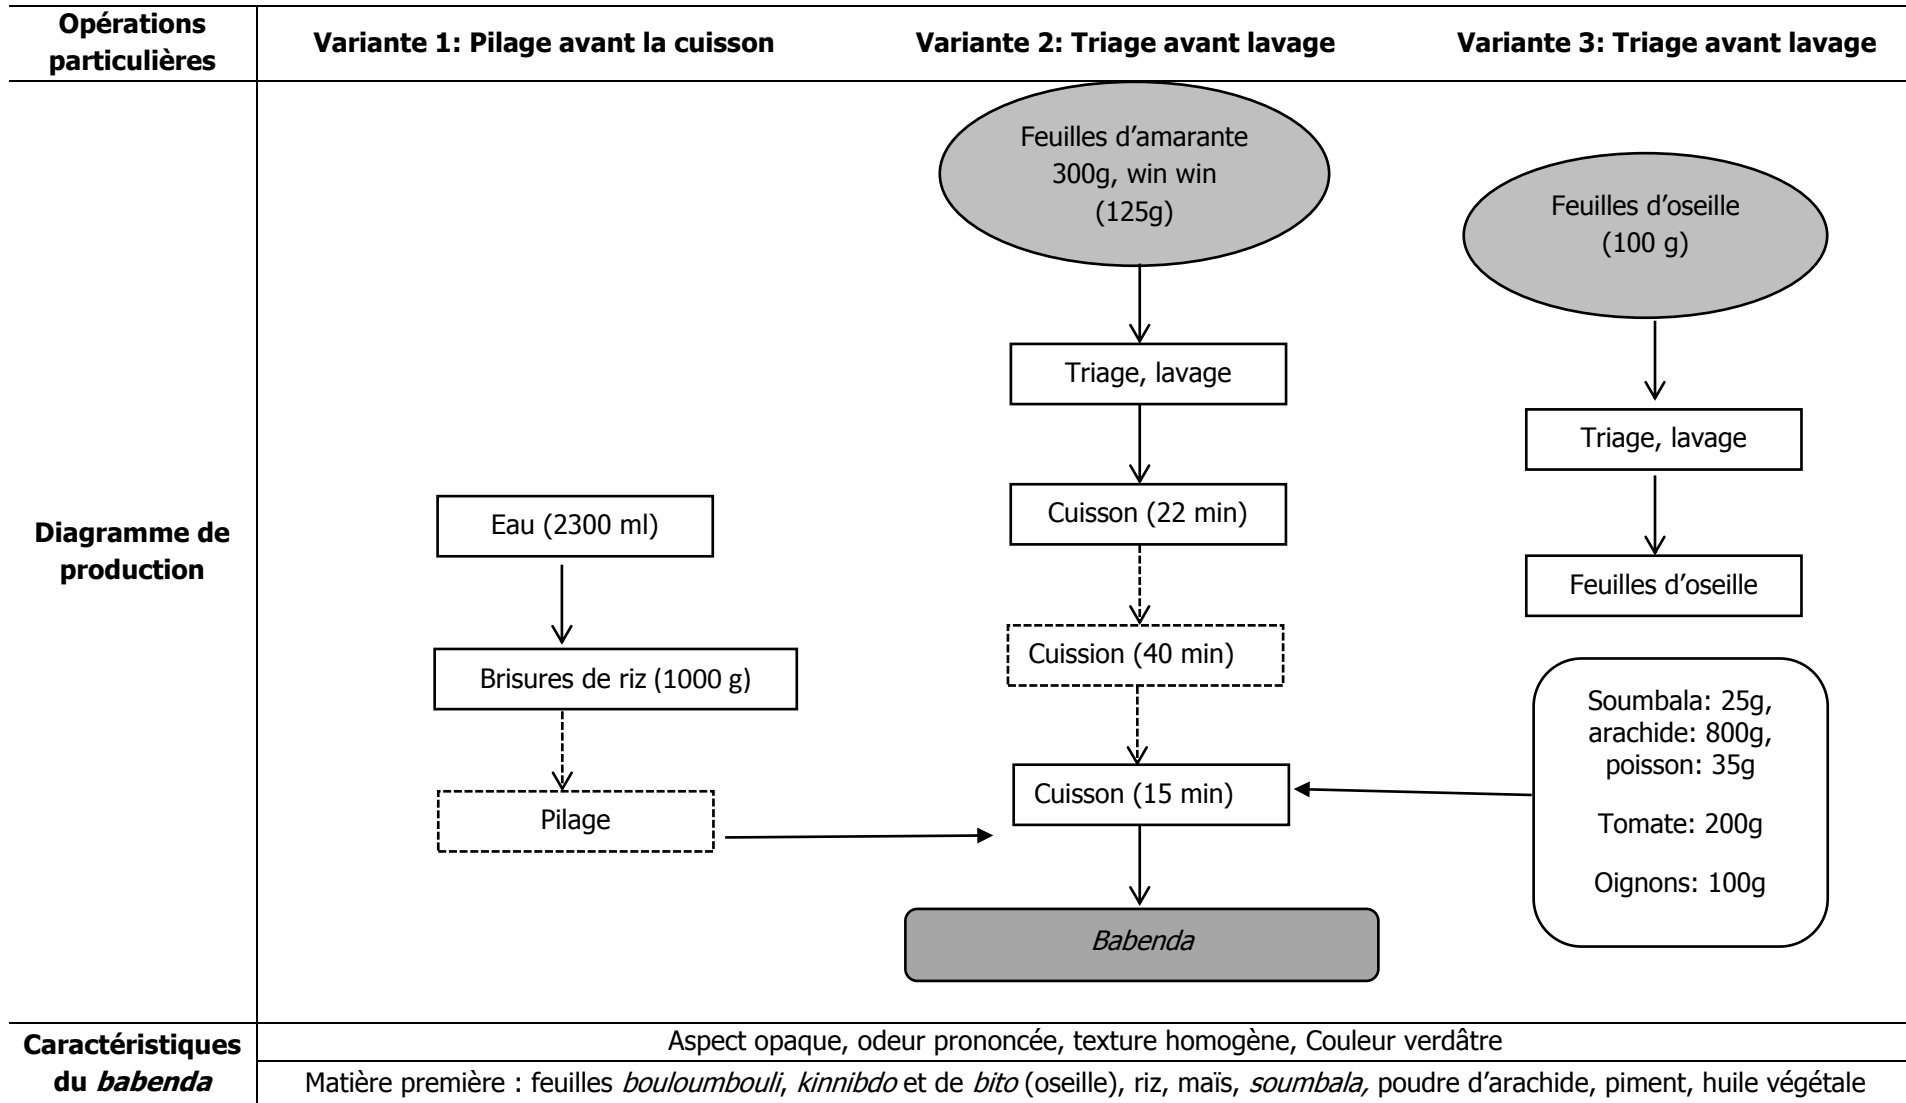 Opérations
particulières
Variante 1: Pilage avant la cuisson
Variante 2: Triage avant lavage
Variante 3: Triage avant lavage
Diagramme de
production
Eau (2300 ml)
Brisures de riz (1000 g)
Pilage
Feuilles d’amarante
300g, win win
(125g)
Triage, lavage
Cuisson (22 min)
Cuission (40 min)
Cuisson (15 min)
Babenda
Feuilles d’oseille
(100 g)
Triage, lavage
Feuilles d’oseille
Soumbala: 25g,
arachide: 800g,
poisson: 35g
Tomate: 200g
Oignons: 100g
Caractéristiques
du babenda
Aspect opaque, odeur prononcée, texture homogène, Couleur verdâtre
Matière première : feuilles bouloumbouli, kinnibdo et de bito (oseille), riz, maïs, soumbala, poudre d’arachide, piment, huile végétale